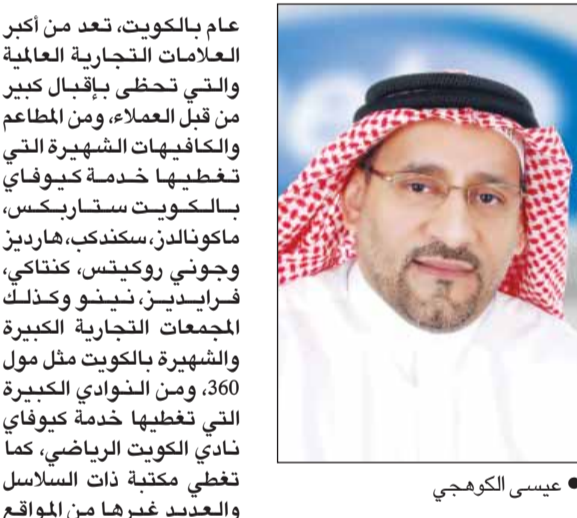 عام بالكويت، تعد من أكبر
العلامات التجارية العالمية
والتي تحظى بإقبال كبير
من قبل العملاء، ومن المطاعم
والكافيهات الشهيرة التي
تغطيها خدمة كيوفاي
بالكويت ستاربكس،
ماكونالدز، سكندكب، هارديز
وجوني روكيتس، كنتاكي،
فرايديز، نينو وكذلك
المجمعات التجارية الكبيرة
والشهيرة بالكويت مثل مول
360، ومن النوادي الكبيرة
التي تغطيها خدمة كيوفاي
نادي الكويت الرياضي، كما
تغطي مكتبة ذات السلاسل
والعديد غيرها من المواقع
● عيسى الكوهجي